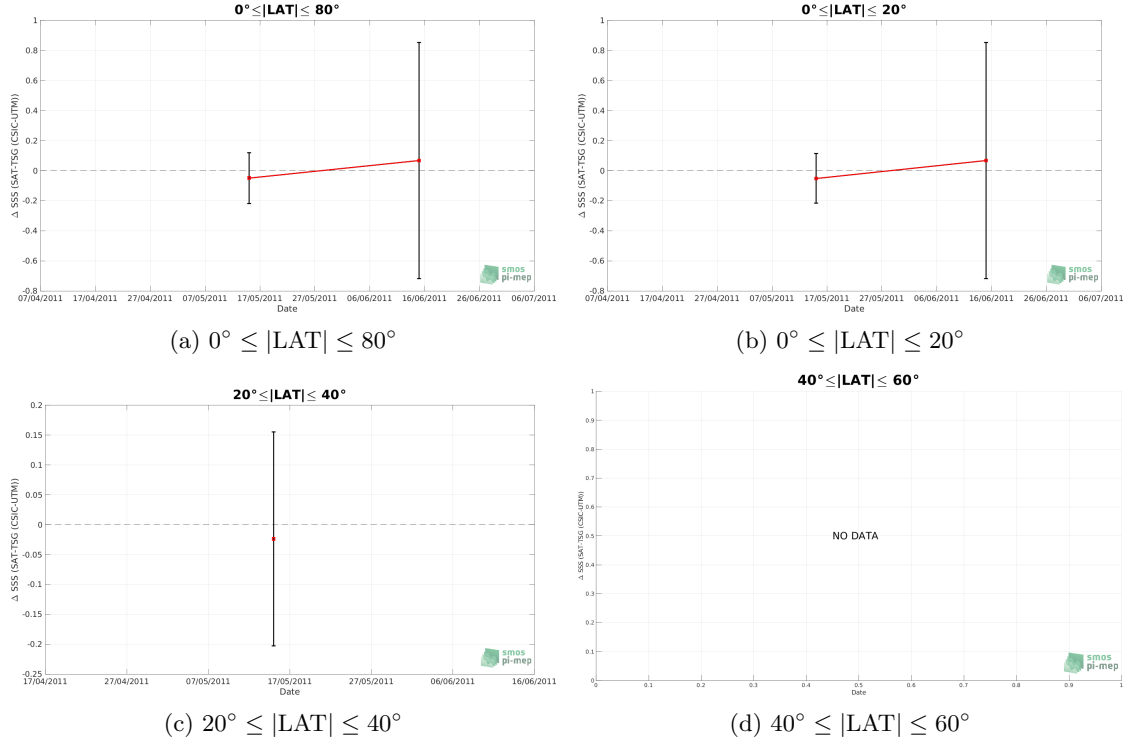 0°≤|LAT|≤ 80°
Δ SSS (SAT-TSG (CSIC-UTM))
1
0.8
0.6
0.4
0.2
0
-0.2
-0.4
-0.6
-0.8
07/04/2011 17/04/2011 27/04/2011 07/05/2011 17/05/2011 27/05/2011 06/06/2011 16/06/2011 26/06/2011 06/07/2011
Date
smos
pi-mep
(a) 0° ≤ |LAT| ≤ 80°
0°≤|LAT|≤ 20°
Δ SSS (SAT-TSG (CSIC-UTM))
1
0.8
0.6
0.4
0.2
0
-0.2
-0.4
-0.6
-0.8
07/04/2011 17/04/2011 27/04/2011 07/05/2011 17/05/2011 27/05/2011 06/06/2011 16/06/2011 26/06/2011 06/07/2011
Date
smos
pi-mep
(b) 0° ≤ |LAT| ≤ 20°
20°≤|LAT|≤ 40°
Δ SSS (SAT-TSG (CSIC-UTM))
0.2
0.15
0.1
0.05
0
-0.05
-0.1
-0.15
-0.2
-0.25
17/04/2011 27/04/2011 07/05/2011 17/05/2011 27/05/2011 06/06/2011 16/06/2011
Date
smos
pi-mep
(c) 20° ≤ |LAT| ≤ 40°
40°≤|LAT|≤ 60°
Δ SSS (SAT-TSG (CSIC-UTM))
1
0.9
0.8
0.7
0.6
0.5
0.4
0.3
0.2
0.1
0
NO DATA
0 0.1 0.2 0.3 0.4 0.5 0.6 0.7 0.8 0.9 1
Date
smos
pi-mep
(d) 40° ≤ |LAT| ≤ 60°